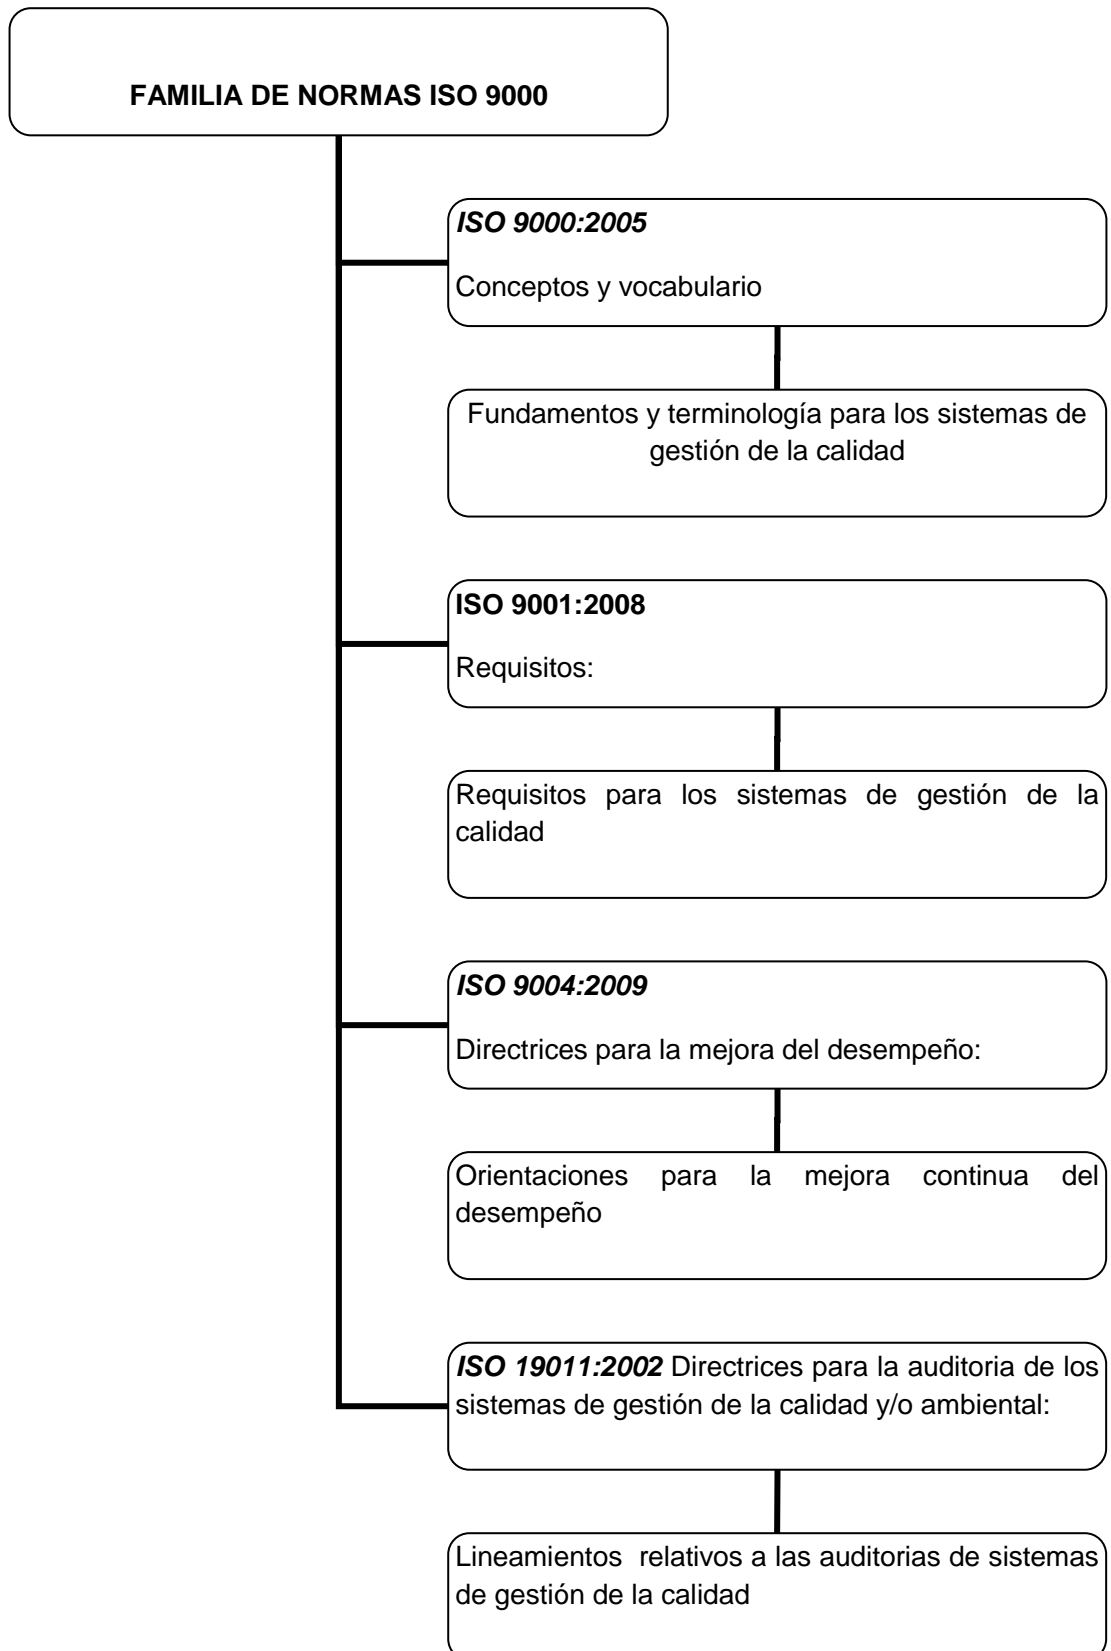 FAMILIA DE NORMAS ISO 9000
ISO 9000:2005
Conceptos y vocabulario
Fundamentos y terminología para los sistemas de
gestión de la calidad
ISO 9001:2008
Requisitos:
Requisitos para los sistemas de gestión de la
calidad
ISO 9004:2009
Directrices para la mejora del desempeño:
Orientaciones para la mejora continua del
desempeño
ISO 19011:2002 Directrices para la auditoria de los
sistemas de gestión de la calidad y/o ambiental:
Lineamientos relativos a las auditorias de sistemas
de gestión de la calidad